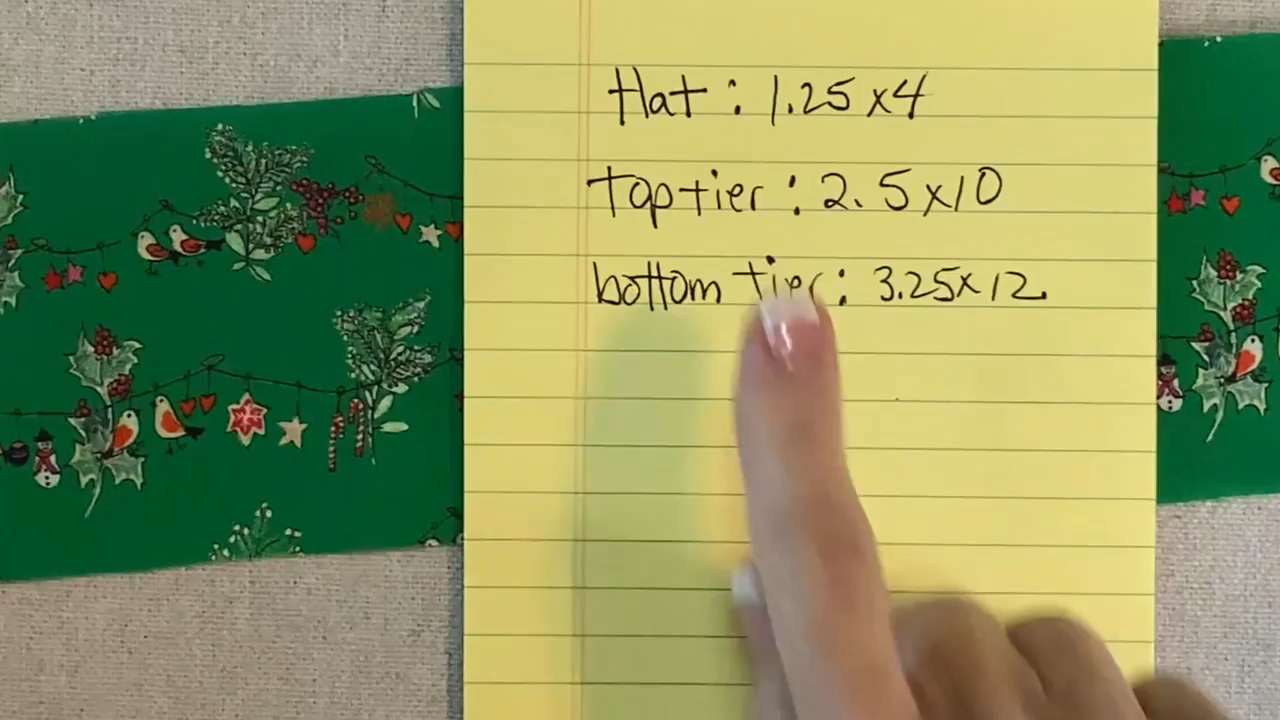 Hat : 1.25 x 4
top tier : 2.5 x 10
bottom tier : 3.25 x 12